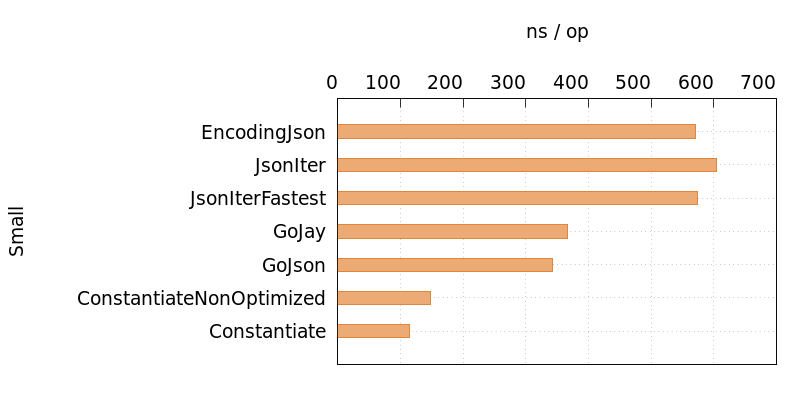 ns / op
0 100 200 300 400 500 600 700
Small
EncodingJson
JsonIter
JsonIterFastest
GoJay
GoJson
ConstantiateNonOptimized
Constantiate